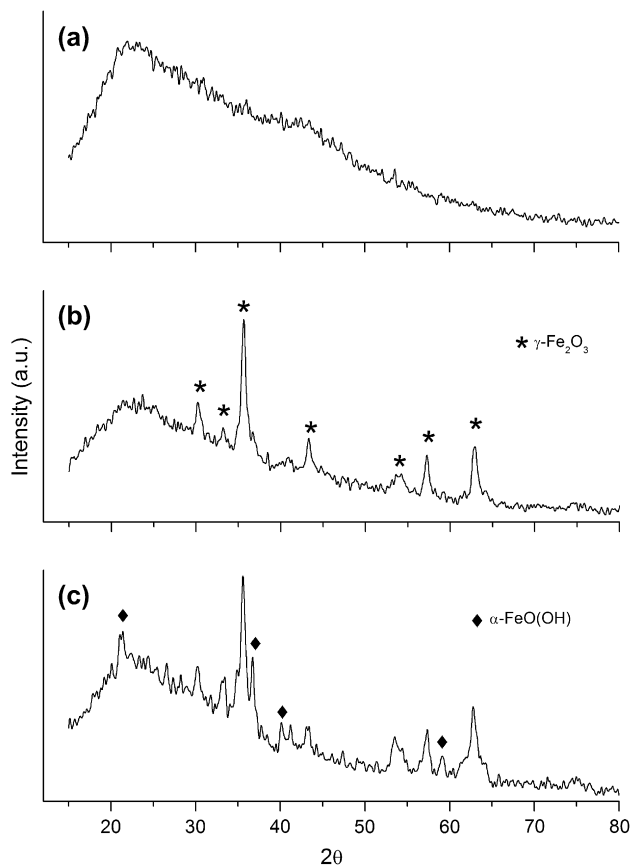 (a)
(b)
* γ-Fe₂O₃
* * * * * * *
Intensity (a.u.)
(c)
♦ α-FeO(OH)
♦ ♦ ♦ ♦
20 30 40 50 60 70 80
2θ